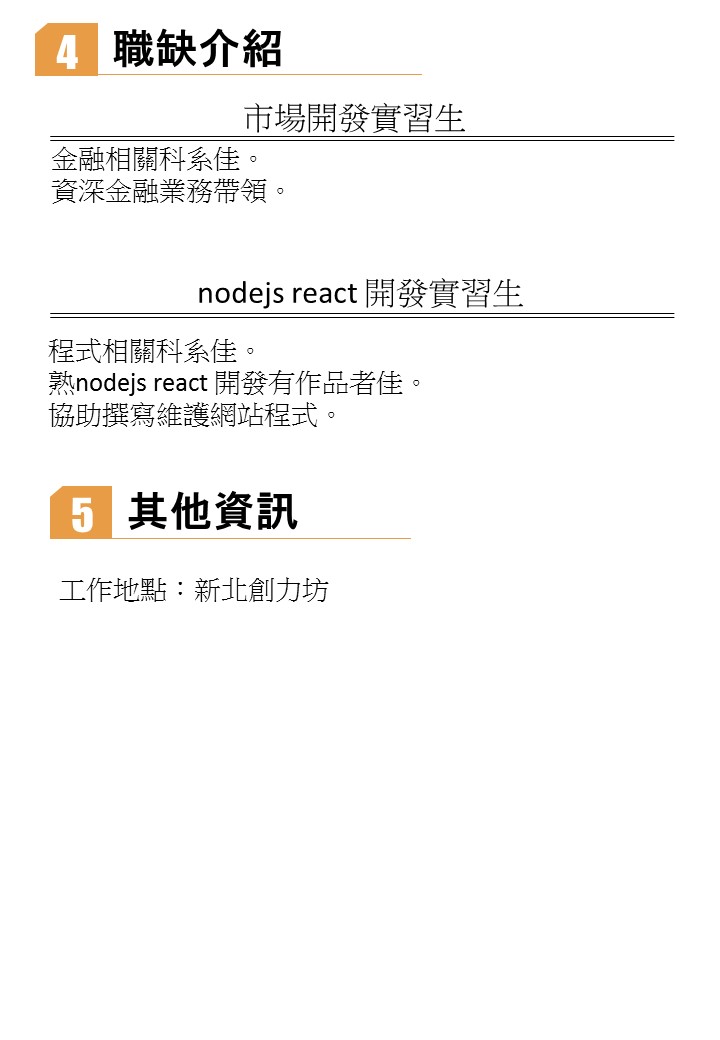 4 職缺介紹
市場開發實習生
金融相關科系佳。
資深金融業務帶領。
nodejs react 開發實習生
程式相關科系佳。
熟nodejs react 開發有作品者佳。
協助撰寫維護網站程式。
5 其他資訊
工作地點：新北創力坊